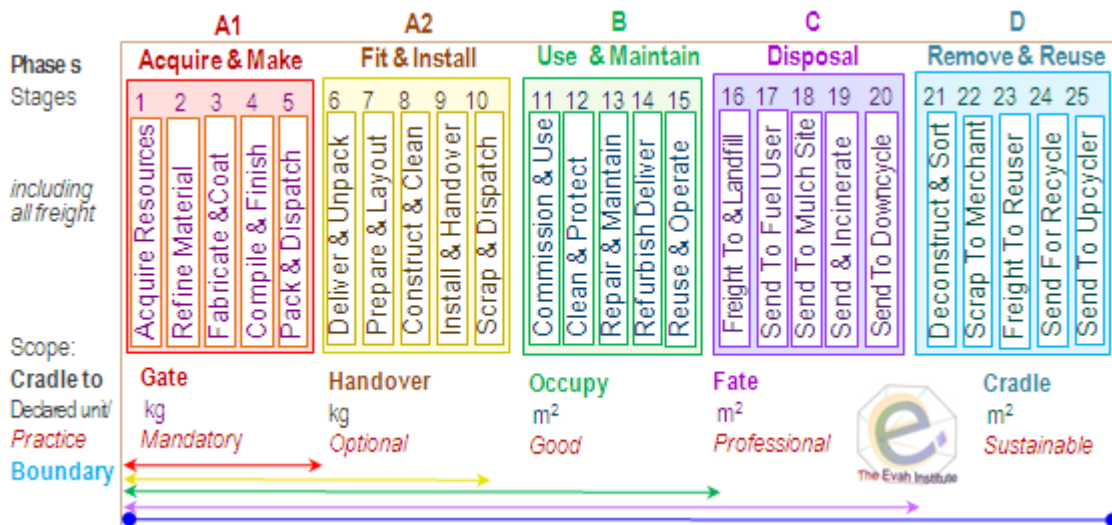 A1 A2 B C D
Phases Acquire & Make Fit & Install Use & Maintain Disposal Remove & Reuse
Stages 1 2 3 4 5 6 7 8 9 10 11 12 13 14 15 16 17 18 19 20 21 22 23 24 25
including
all freight
Acquire Resources
Refine Material
Fabricate &Coat
Compile & Finish
Pack & Dispatch
Deliver & Unpack
Prepare & Layout
Construct & Clean
Install & Handover
Scrap & Dispatch
Commission & Use
Clean & Protect
Repair & Maintain
Refurbish Deliver
Reuse & Operate
Freight To &Landfill
Send To Fuel User
Send To Mulch Site
Send & Incinerate
Send To Downcycle
Deconstruct & Sort
Scrap To Merchant
Freight To Reuser
Send For Recycle
Send To Upcycler
Scope:
Cradle to Gate Handover Occupy Fate Cradle
Declared unit/ kg kg m² m² m²
Practice Mandatory Optional Good Professional Sustainable
Boundary
e
The Evah Institute